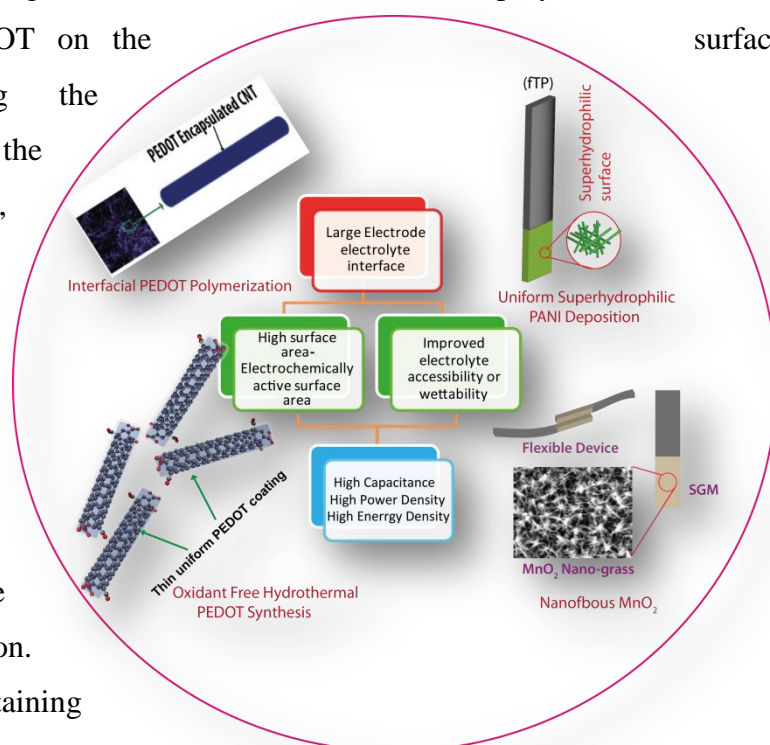 OT on the
surfac
g the
the
,
e
on.
taining
PEDOT Encapsulated CNT
Interfacial PEDOT Polymerization
(fTP)
Superhydrophilic
surface
Uniform Superhydrophilic
PANI Deposition
Large Electrode
electrolyte
interface
High surface
area-
Electrochemically
active surface
area
Improved
electrolyte
accessibility or
wettability
High Capacitance
High Power Density
High Enerrgy Density
Thin uniform PEDOT coating
Oxidant Free Hydrothermal
PEDOT Synthesis
Flexible Device
SGM
MnO₂ Nano-grass
Nanofbous MnO₂